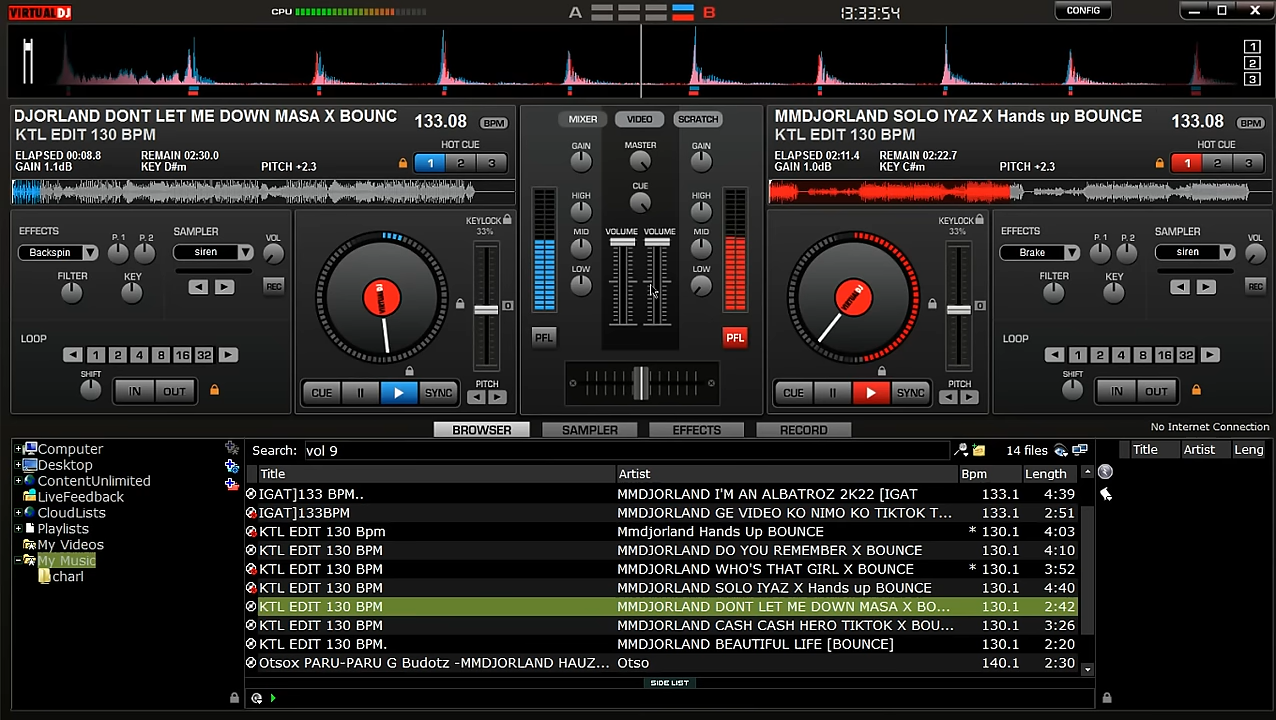 VIRTUAL DJ
CPU
A
B
13:33:54
CONFIG
1
2
3
DJORLAND DONT LET ME DOWN MASA X BOUNC
KTL EDIT 130 BPM
133.08 BPM
ELAPSED 00:08.8 REMAIN 02:30.0
GAIN 1.1dB KEY D#m PITCH +2.3
HOT CUE
1 2 3
MIXER VIDEO SCRATCH
GAIN MASTER GAIN
CUE
HIGH HIGH
MID MID
LOW LOW
VOLUME VOLUME
PFL PFL
MMDJORLAND SOLO IYAZ X Hands up BOUNCE
KTL EDIT 130 BPM
133.08 BPM
ELAPSED 02:11.4 REMAIN 02:22.7
GAIN 1.0dB KEY C#m PITCH +2.3
HOT CUE
1 2 3
EFFECTS
Backspin
P. 1 P. 2
SAMPLER
siren
VOL
FILTER KEY
REC
LOOP
1 2 4 8 16 32
SHIFT
IN OUT
KEYLOCK
33%
0
CUE SYNC
PITCH
KEYLOCK
33%
0
CUE SYNC
PITCH
EFFECTS
Brake
P. 1 P. 2
SAMPLER
siren
VOL
FILTER KEY
REC
LOOP
1 2 4 8 16 32
SHIFT
IN OUT
BROWSER SAMPLER EFFECTS RECORD
No Internet Connection
Computer
Desktop
ContentUnlimited
LiveFeedback
CloudLists
Playlists
My Videos
My Music
charl
Search: vol 9
14 files
Title Artist Bpm Length
IGAT]133 BPM.. MMDJORLAND I'M AN ALBATROZ 2K22 [IGAT 133.1 4:39
IGAT]133BPM MMDJORLAND GE VIDEO KO NIMO KO TIKTOK T... 133.1 2:51
KTL EDIT 130 Bpm Mmdjorland Hands Up BOUNCE * 130.1 4:03
KTL EDIT 130 BPM MMDJORLAND DO YOU REMEMBER X BOUNCE 130.1 4:10
KTL EDIT 130 BPM MMDJORLAND WHO'S THAT GIRL X BOUNCE * 130.1 3:52
KTL EDIT 130 BPM MMDJORLAND SOLO IYAZ X Hands up BOUNCE 130.1 4:40
KTL EDIT 130 BPM MMDJORLAND DONT LET ME DOWN MASA X BO... 130.1 2:42
KTL EDIT 130 BPM MMDJORLAND CASH CASH HERO TIKTOK X BOU... 130.1 3:26
KTL EDIT 130 BPM. MMDJORLAND BEAUTIFUL LIFE [BOUNCE] 130.1 2:20
Otsox PARU-PARU G Budotz -MMDJORLAND HAUZ... Otso 140.1 2:30
SIDE LIST
Title Artist Leng